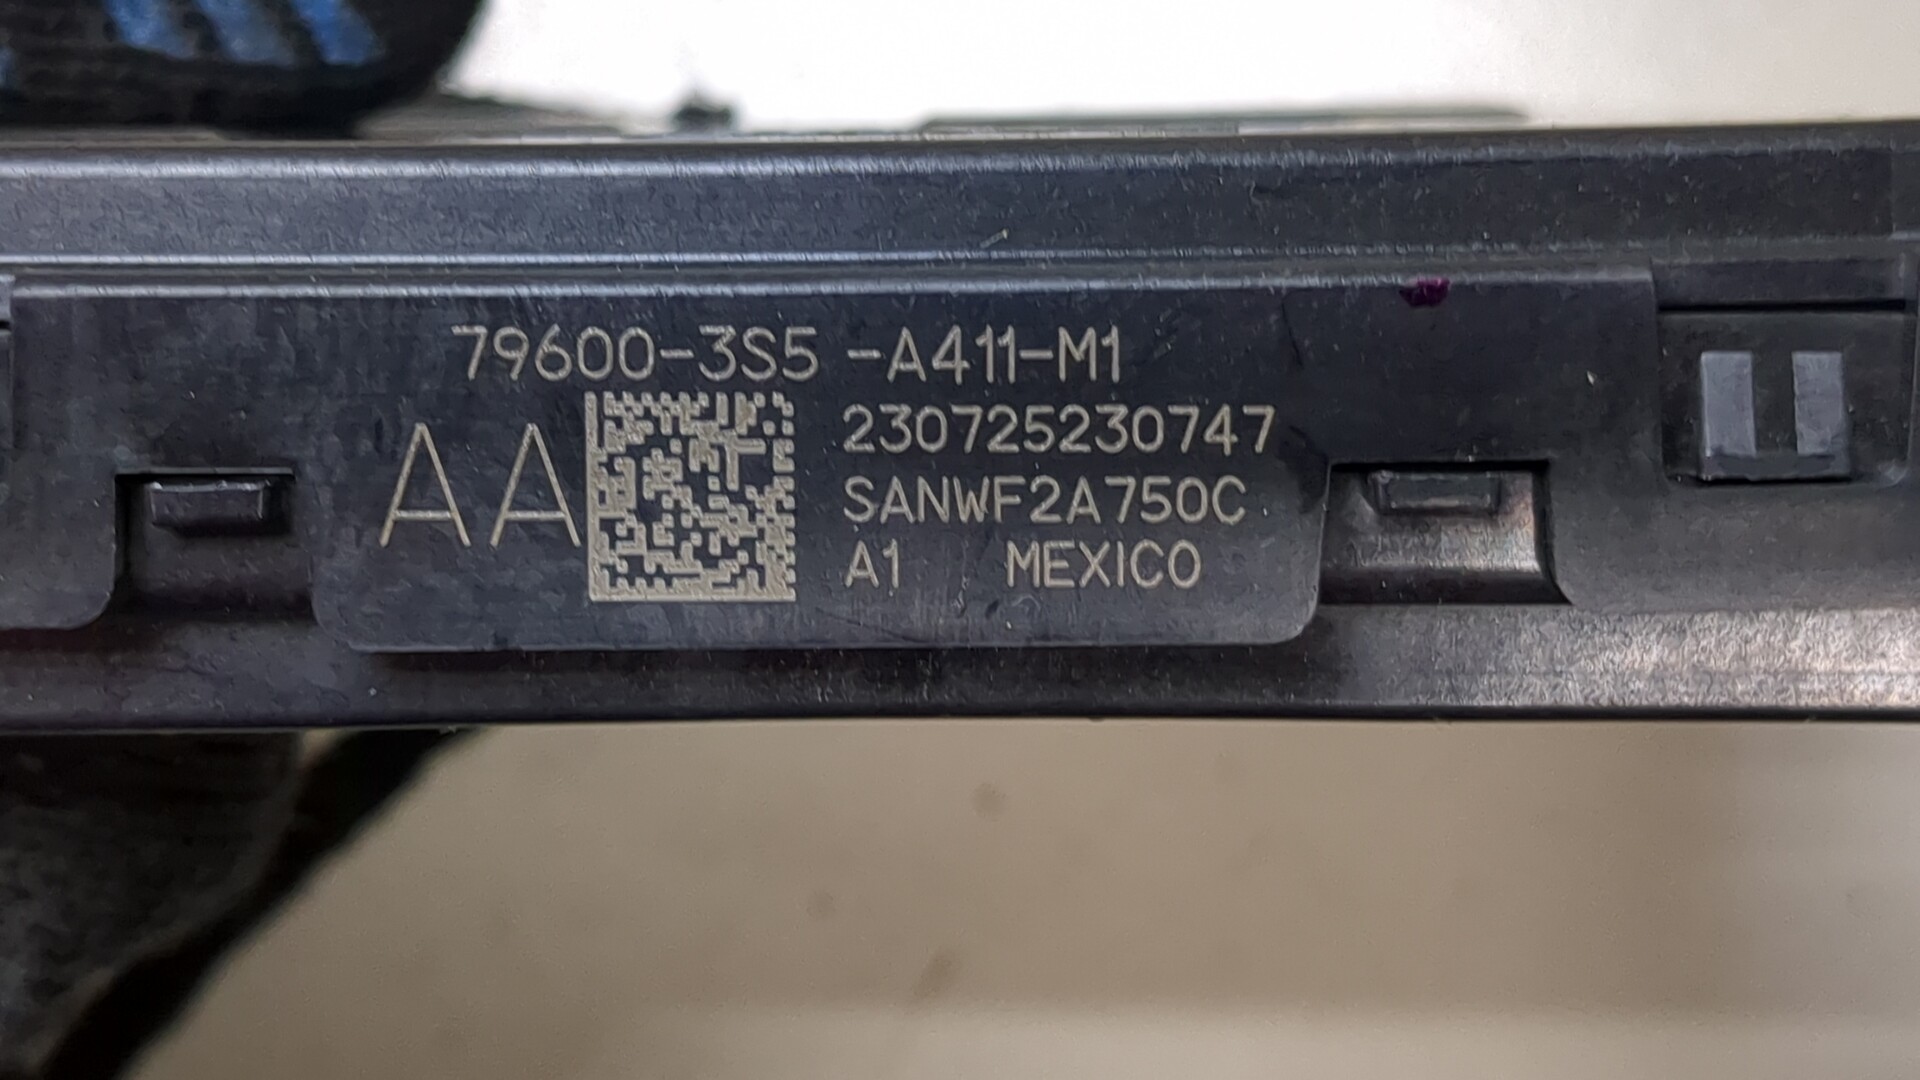 79600-3S5 -A411-M1
AA
230725230747
SANWF2A750C
A1 MEXICO